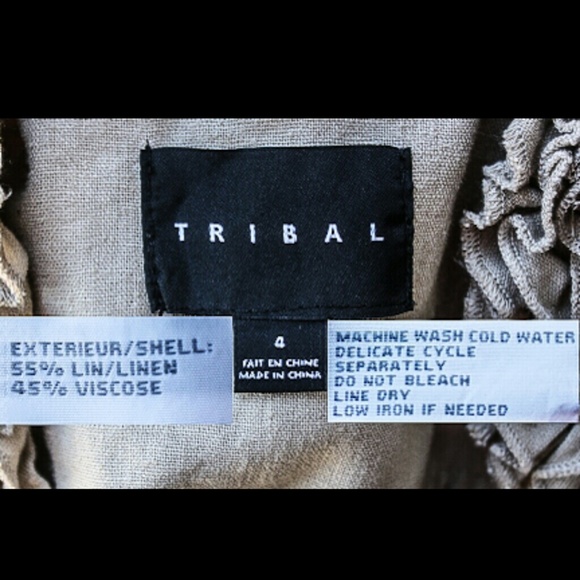 TRIBAL
EXTERIEUR/SHELL:
55% LIN/LINEN
45% VISCOSE
4
FAIT EN CHINE
MADE IN CHINA
MACHINE WASH COLD WATER
DELICATE CYCLE
SEPARATELY
DO NOT BLEACH
LINE DRY
LOW IRON IF NEEDED